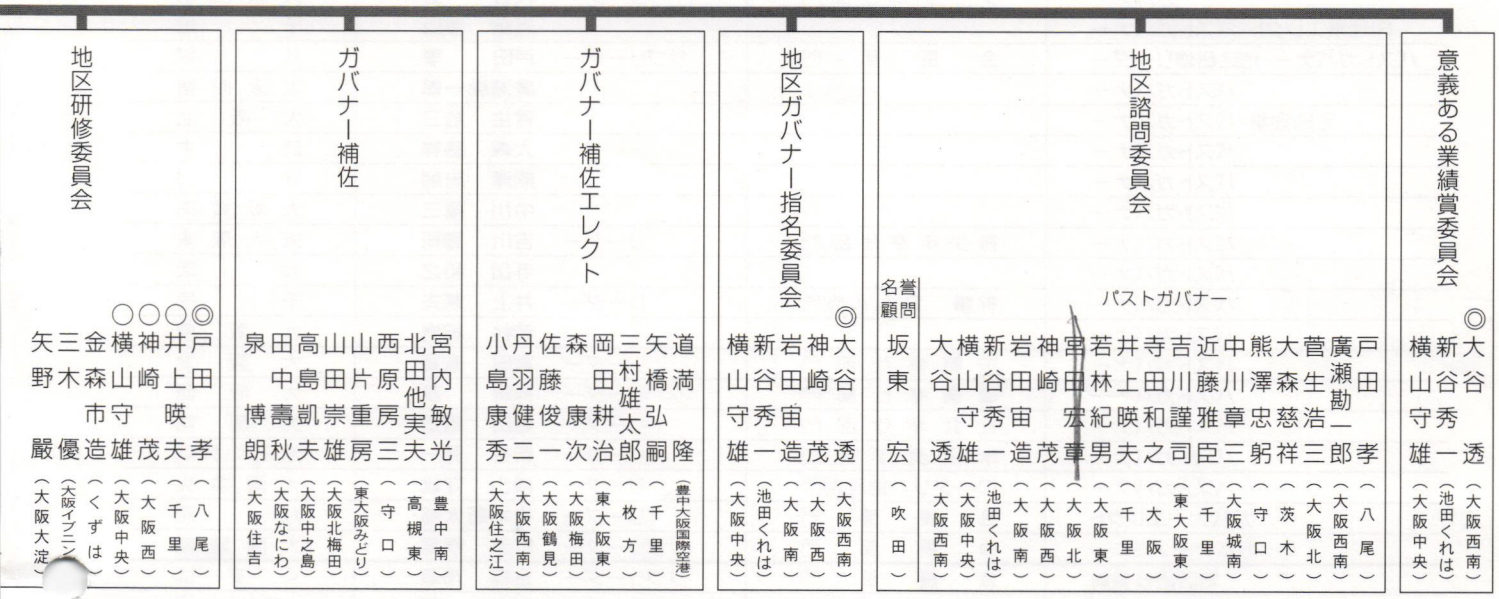 意義ある業績賞委員会
◎大谷透（大阪西南）
新谷秀一（池田くれは）
横山守雄（大阪中央）
地区諮問委員会
パストガバナー
戸田孝（八尾）
廣瀬勘一郎（大阪西南）
菅生浩三（大阪北）
大森慈祥（茨木）
熊澤忠躬（守口）
中川章三（大阪城南）
近藤雅臣（千里）
吉川謹司（東大阪東）
寺田和之（大阪）
井上暎夫（千里）
若林紀男（大阪東）
宮田宏章（大阪北）
神崎茂（大阪西）
岩田宙造（大阪南）
新谷秀一（池田くれは）
横山守雄（大阪中央）
大谷透（大阪西南）
名誉顧問 坂東宏（吹田）
地区ガバナー指名委員会
◎大谷透（大阪西南）
神崎茂（大阪西）
岩田宙造（大阪南）
新谷秀一（池田くれは）
横山守雄（大阪中央）
ガバナー補佐エレクト
道満隆（豊中大阪国際空港）
矢橋弘嗣（千里）
三村雄太郎（枚方）
岡田耕治（東大阪東）
森康次（大阪梅田）
佐藤俊一（大阪鶴見）
丹羽健二（大阪西南）
小島康秀（大阪住之江）
ガバナー補佐
宮内敏光（豊中南）
北田他実夫（高槻東）
西原房三（守口）
山片重房（東大阪みどり）
山田崇雄（大阪北梅田）
高島凱夫（大阪中之島）
田中壽秋（大阪なにわ）
泉博朗（大阪住吉）
地区研修委員会
◎戸田孝（八尾）
○井上暎夫（千里）
○神崎茂（大阪西）
○横山守雄（大阪中央）
金森市造（くずは）
三木優（大阪イブニン
矢野嚴（大阪大淀）